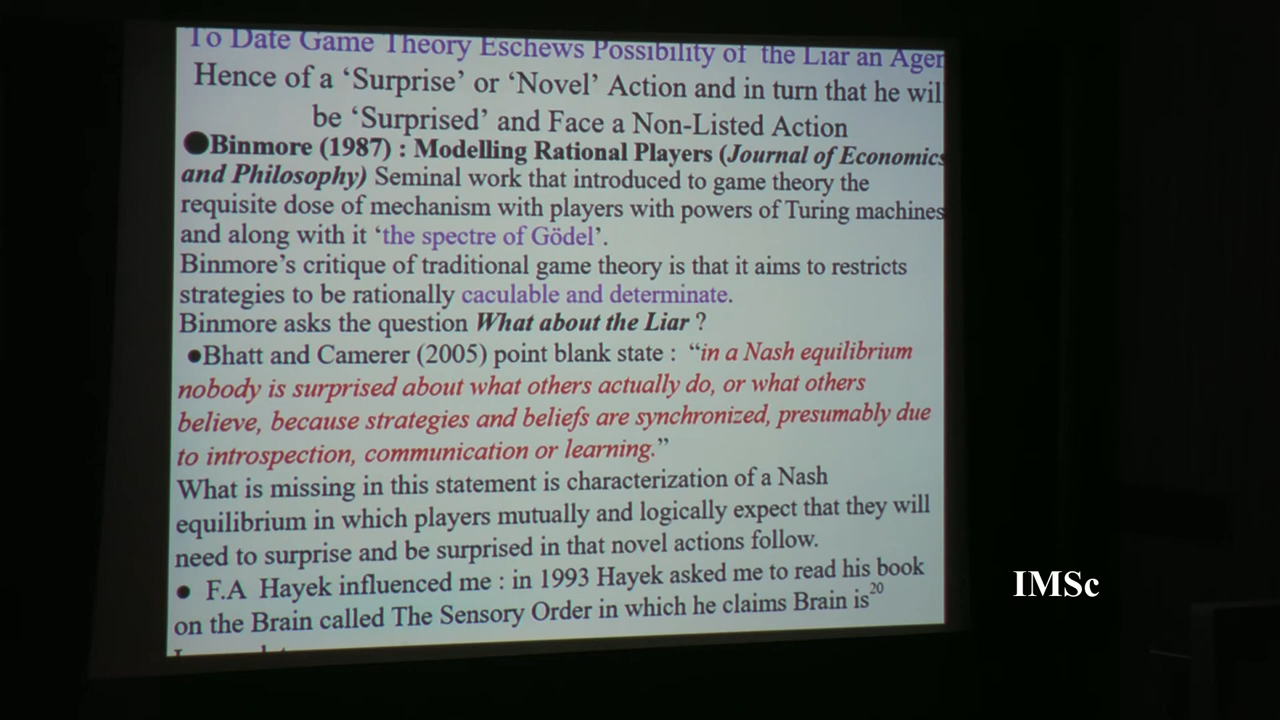 To Date Game Theory Eschews Possibility of the Liar an Agen
Hence of a ‘Surprise’ or ‘Novel’ Action and in turn that he wil
be ‘Surprised’ and Face a Non-Listed Action
●Binmore (1987) : Modelling Rational Players (Journal of Economics
and Philosophy) Seminal work that introduced to game theory the
requisite dose of mechanism with players with powers of Turing machines
and along with it ‘the spectre of Gödel’.
Binmore’s critique of traditional game theory is that it aims to restricts
strategies to be rationally caculable and determinate.
Binmore asks the question What about the Liar ?
●Bhatt and Camerer (2005) point blank state : “in a Nash equilibrium
nobody is surprised about what others actually do, or what others
believe, because strategies and beliefs are synchronized, presumably due
to introspection, communication or learning.”
What is missing in this statement is characterization of a Nash
equilibrium in which players mutually and logically expect that they will
need to surprise and be surprised in that novel actions follow.
● F.A Hayek influenced me : in 1993 Hayek asked me to read his book
on the Brain called The Sensory Order in which he claims Brain is
20
IMSc